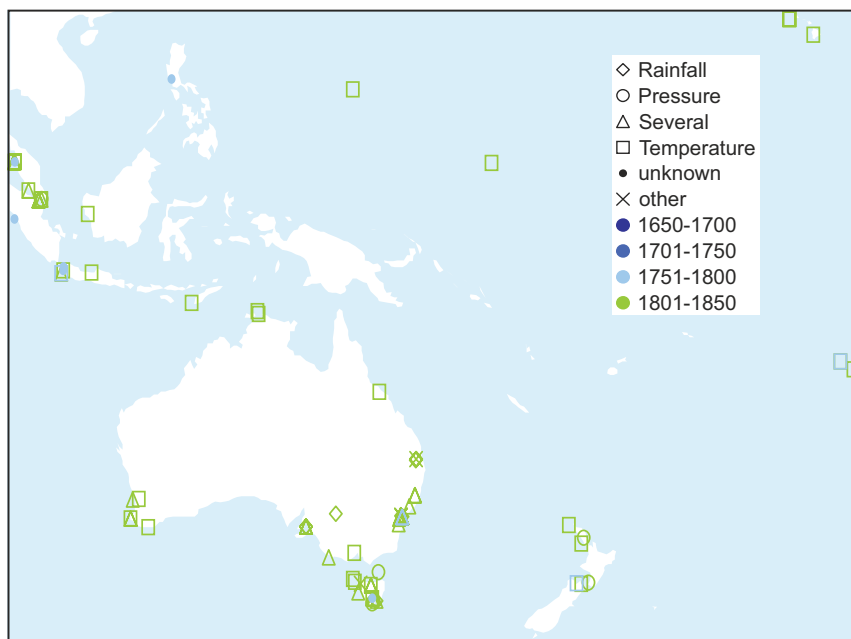 Rainfall
Pressure
Several
Temperature
unknown
other
1650-1700
1701-1750
1751-1800
1801-1850